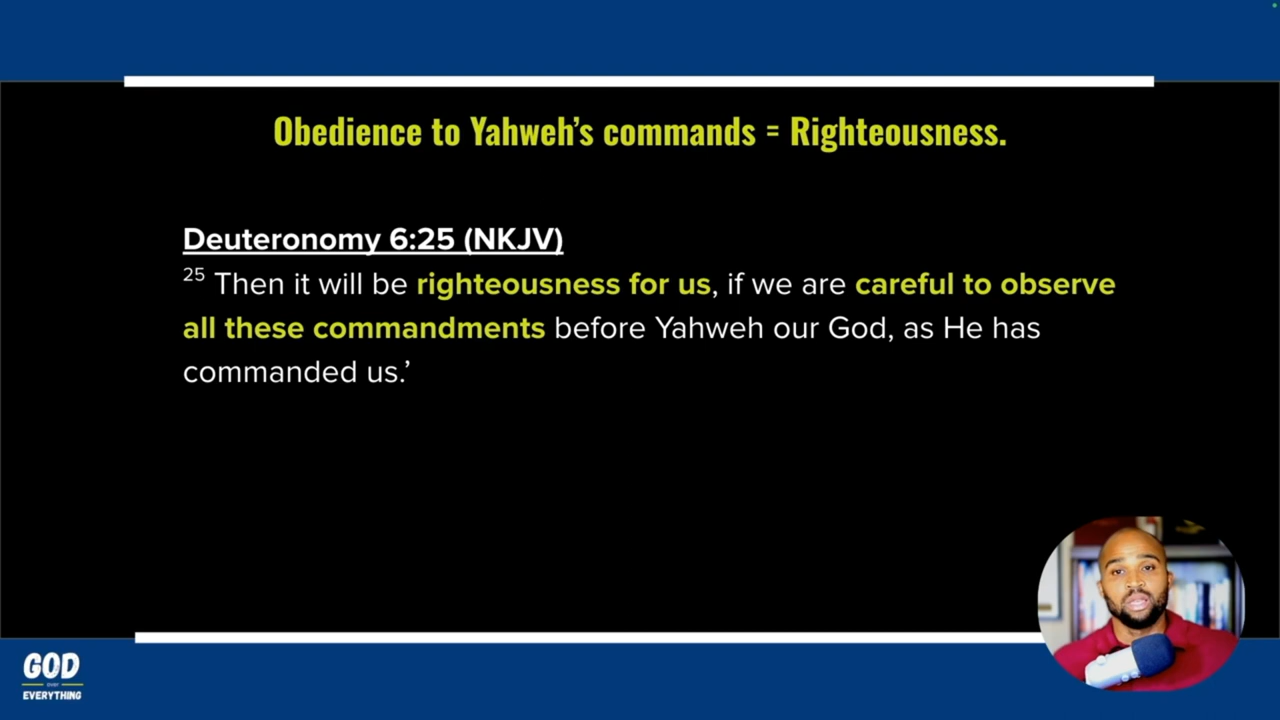 Obedience to Yahweh’s commands = Righteousness.
Deuteronomy 6:25 (NKJV)
25 Then it will be righteousness for us, if we are careful to observe
all these commandments before Yahweh our God, as He has
commanded us.’
GOD
OVER
EVERYTHING